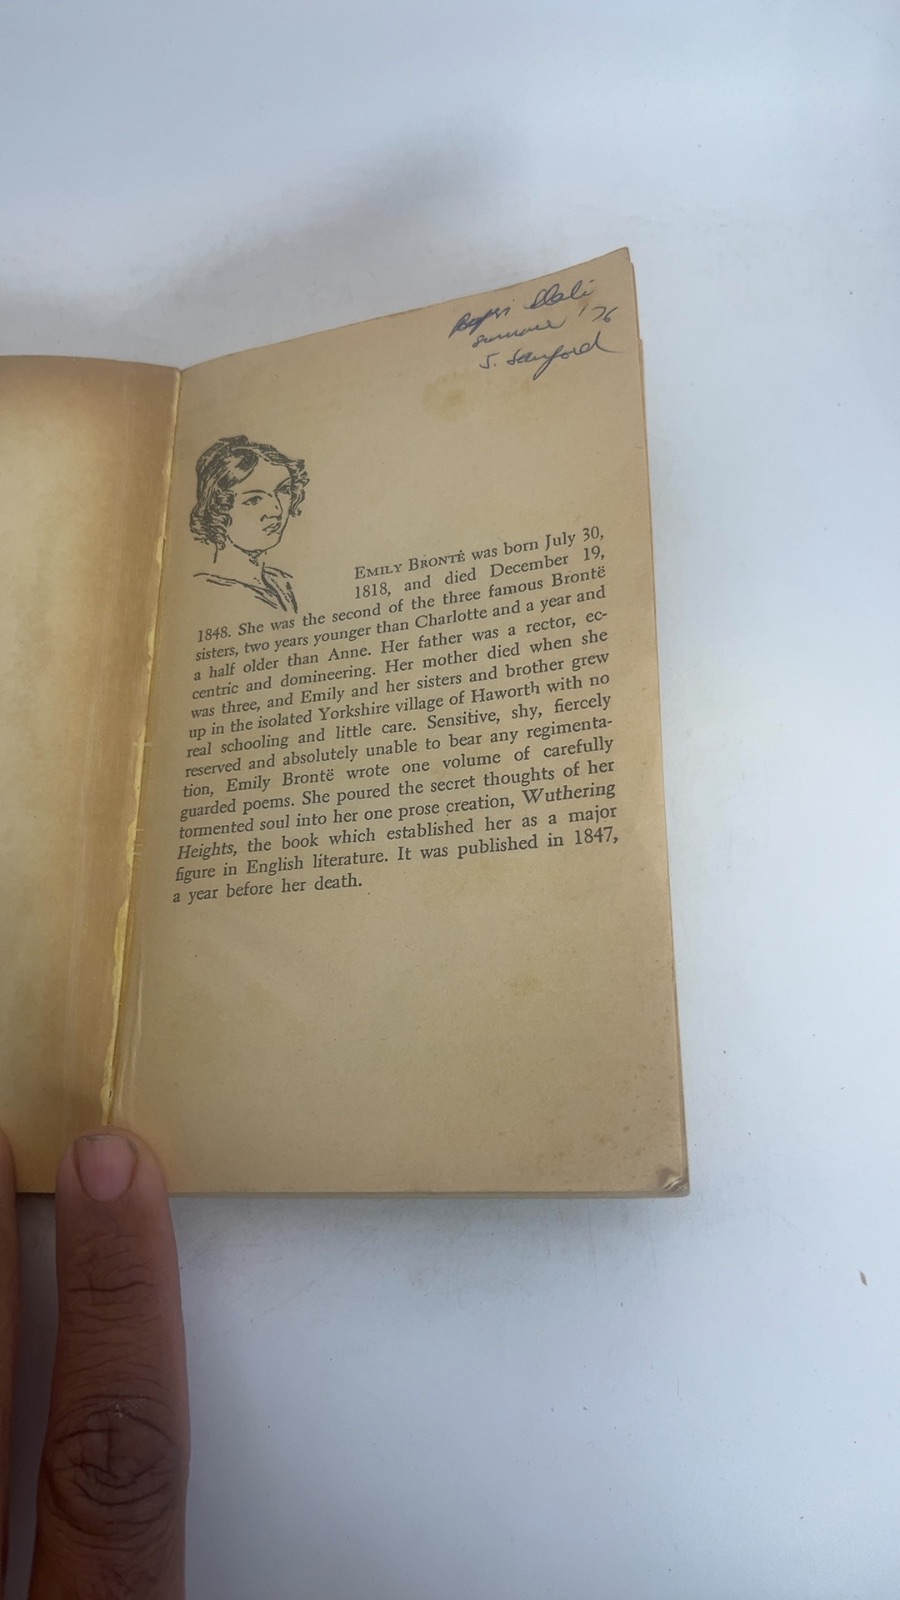 '76
S. Sanford
EMILY BRONTË was born July 30,
1818, and died December 19,
1848. She was the second of the three famous Brontë
sisters, two years younger than Charlotte and a year and
a half older than Anne. Her father was a rector, ec-
centric and domineering. Her mother died when she
was three, and Emily and her sisters and brother grew
up in the isolated Yorkshire village of Haworth with no
real schooling and little care. Sensitive, shy, fiercely
reserved and absolutely unable to bear any regimenta-
tion, Emily Brontë wrote one volume of carefully
guarded poems. She poured the secret thoughts of her
tormented soul into her one prose creation, Wuthering
Heights, the book which established her as a major
figure in English literature. It was published in 1847,
a year before her death.